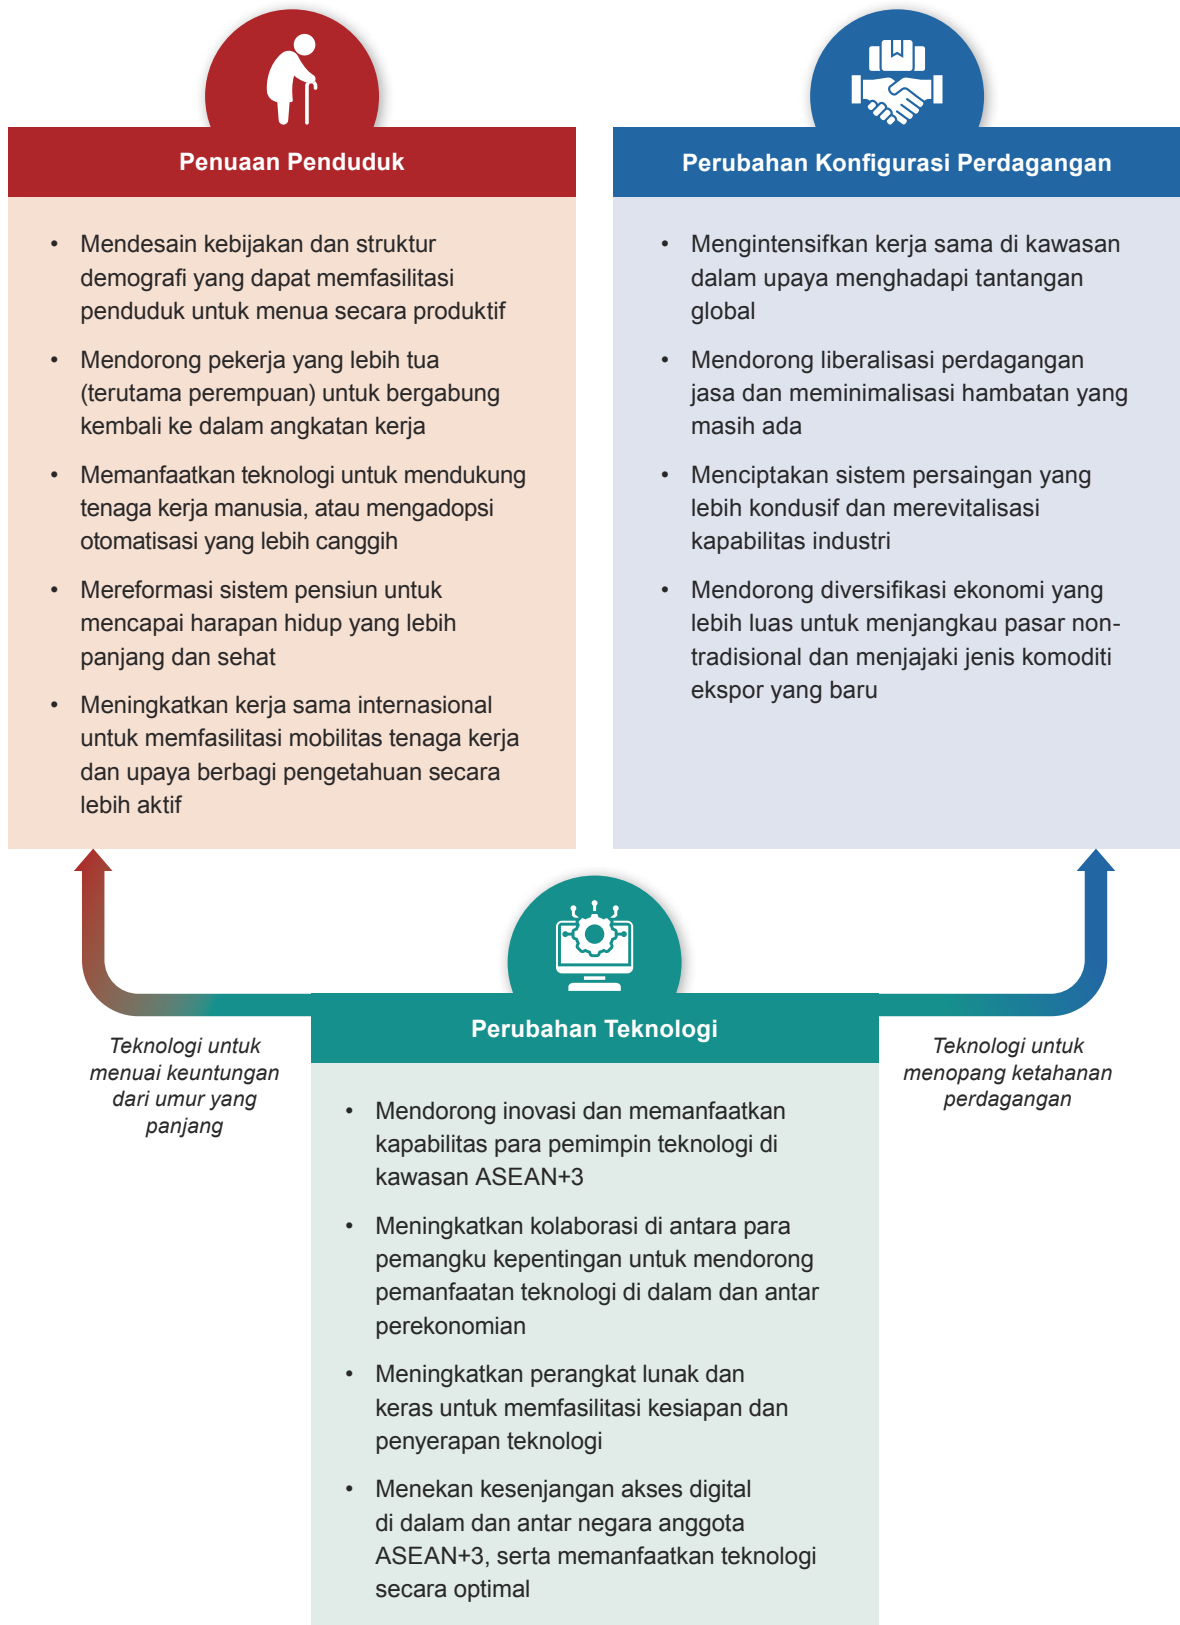 Penuaan Penduduk
• Mendesain kebijakan dan struktur
demografi yang dapat memfasilitasi
penduduk untuk menua secara produktif
• Mendorong pekerja yang lebih tua
(terutama perempuan) untuk bergabung
kembali ke dalam angkatan kerja
• Memanfaatkan teknologi untuk mendukung
tenaga kerja manusia, atau mengadopsi
otomatisasi yang lebih canggih
• Mereformasi sistem pensiun untuk
mencapai harapan hidup yang lebih
panjang dan sehat
• Meningkatkan kerja sama internasional
untuk memfasilitasi mobilitas tenaga kerja
dan upaya berbagi pengetahuan secara
lebih aktif
Perubahan Konfigurasi Perdagangan
• Mengintensifkan kerja sama di kawasan
dalam upaya menghadapi tantangan
global
• Mendorong liberalisasi perdagangan
jasa dan meminimalisasi hambatan yang
masih ada
• Menciptakan sistem persaingan yang
lebih kondusif dan merevitalisasi
kapabilitas industri
• Mendorong diversifikasi ekonomi yang
lebih luas untuk menjangkau pasar non-
tradisional dan menjajaki jenis komoditi
ekspor yang baru
Teknologi untuk
menuai keuntungan
dari umur yang
panjang
Perubahan Teknologi
• Mendorong inovasi dan memanfaatkan
kapabilitas para pemimpin teknologi di
kawasan ASEAN+3
• Meningkatkan kolaborasi di antara para
pemangku kepentingan untuk mendorong
pemanfaatan teknologi di dalam dan antar
perekonomian
• Meningkatkan perangkat lunak dan
keras untuk memfasilitasi kesiapan dan
penyerapan teknologi
• Menekan kesenjangan akses digital
di dalam dan antar negara anggota
ASEAN+3, serta memanfaatkan teknologi
secara optimal
Teknologi untuk
menopang ketahanan
perdagangan